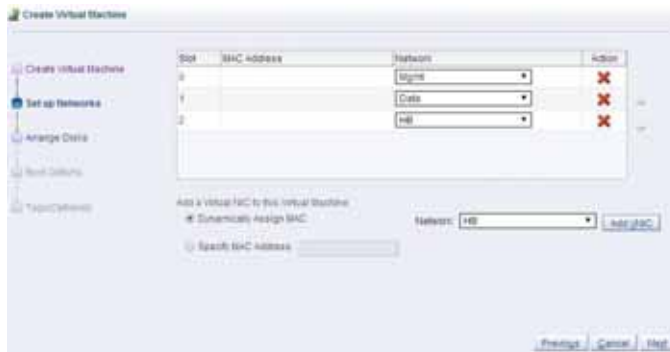 Create Virtual Machine
Create Virtual Machine
Set up Networks
Arrange Disks
Boot Options
Tags(Optional)
Slot MAC Address Network Action
0 Mgmt
1 Data
2 HB
Add a Virtual NIC to this Virtual Machine
Dynamically Assign MAC
Network: HB Add VNIC
Specify MAC Address
Previous Cancel Next